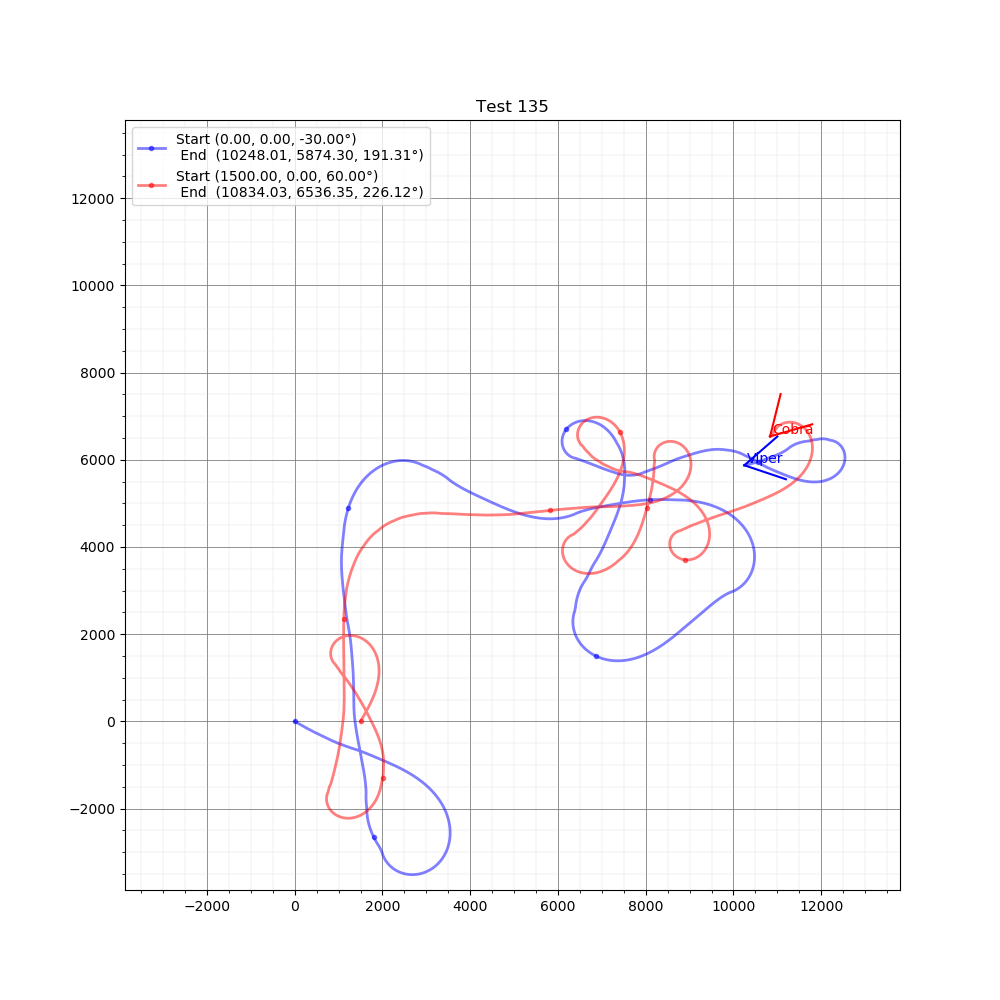 Test 135
Start (0.00, 0.00, -30.00°)
End (10248.01, 5874.30, 191.31°)
Start (1500.00, 0.00, 60.00°)
End (10834.03, 6536.35, 226.12°)
12000
10000
8000
6000
4000
2000
0
−2000
Cobra
Viper
−2000 0 2000 4000 6000 8000 10000 12000